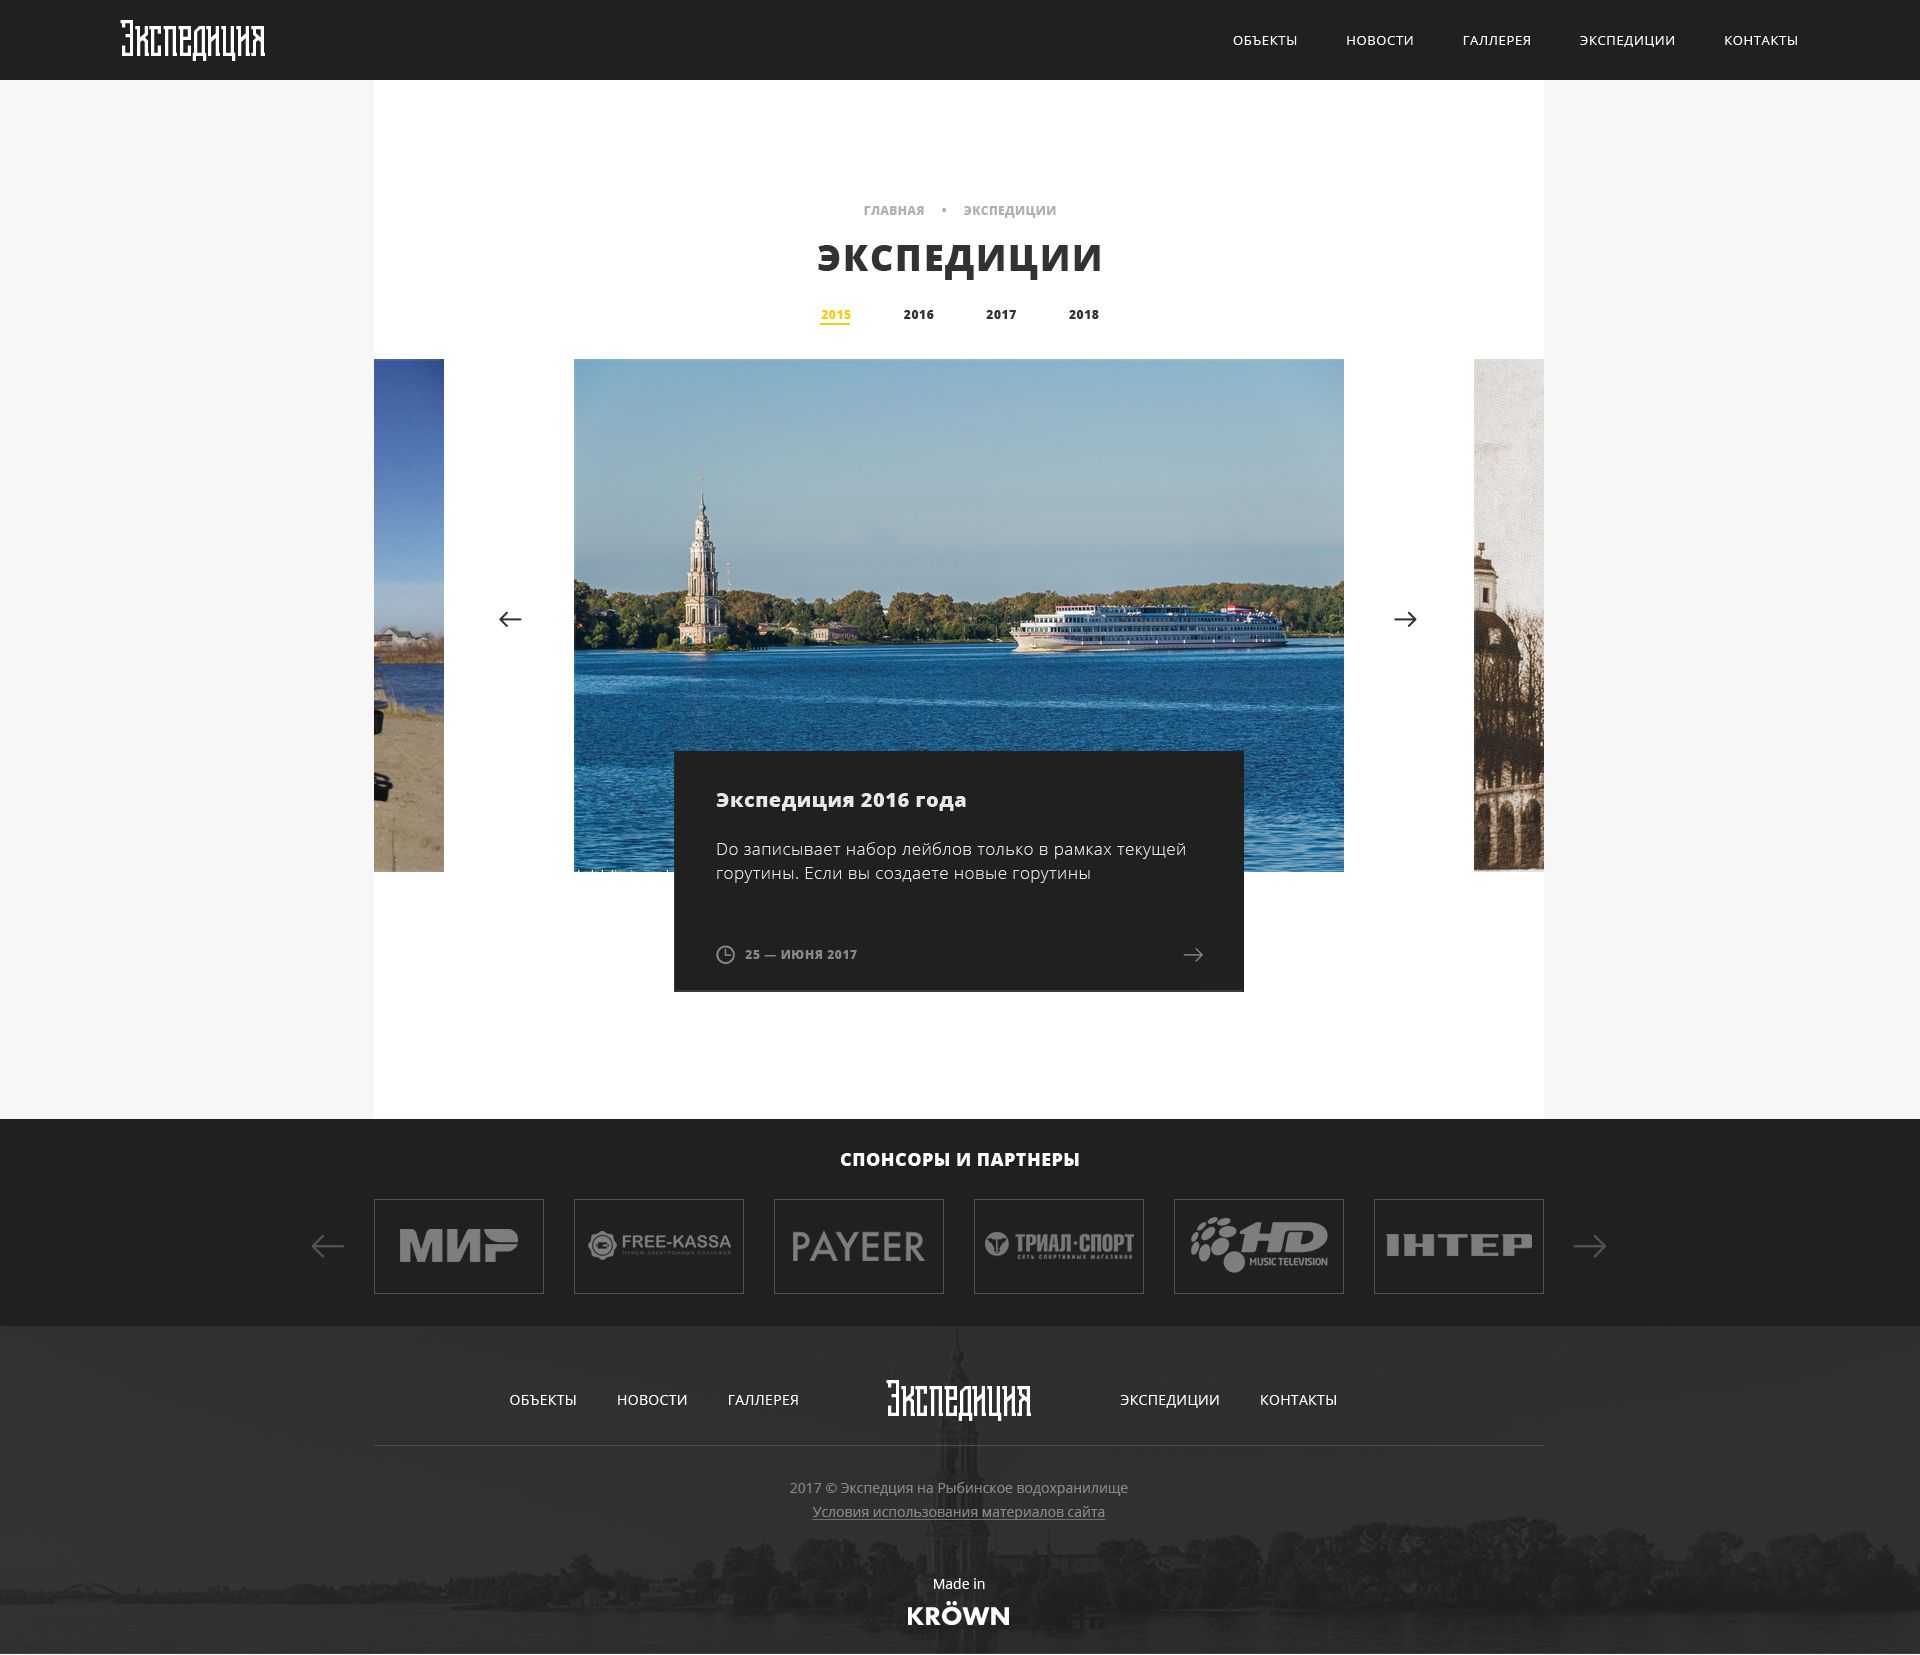 Экспедиция
ОБЪЕКТЫ НОВОСТИ ГАЛЛЕРЕЯ ЭКСПЕДИЦИИ КОНТАКТЫ
ГЛАВНАЯ • ЭКСПЕДИЦИИ
ЭКСПЕДИЦИИ
2015 2016 2017 2018
Экспедиция 2016 года
Do записывает набор лейблов только в рамках текущей
горутины. Если вы создаете новые горутины
25 — ИЮНЯ 2017
СПОНСОРЫ И ПАРТНЕРЫ
МИР
FREE-KASSA
ПРИЕМ ЭЛЕКТРОННЫХ ПЛАТЕЖЕЙ
PAYEER
ТРИАЛ·СПОРТ
СЕТЬ СПОРТИВНЫХ МАГАЗИНОВ
HD
MUSIC TELEVISION
ІНТЕР
ОБЪЕКТЫ НОВОСТИ ГАЛЛЕРЕЯ Экспедиция ЭКСПЕДИЦИИ КОНТАКТЫ
2017 © Экспедция на Рыбинское водохранилище
Условия использования материалов сайта
Made in
KRÖWN